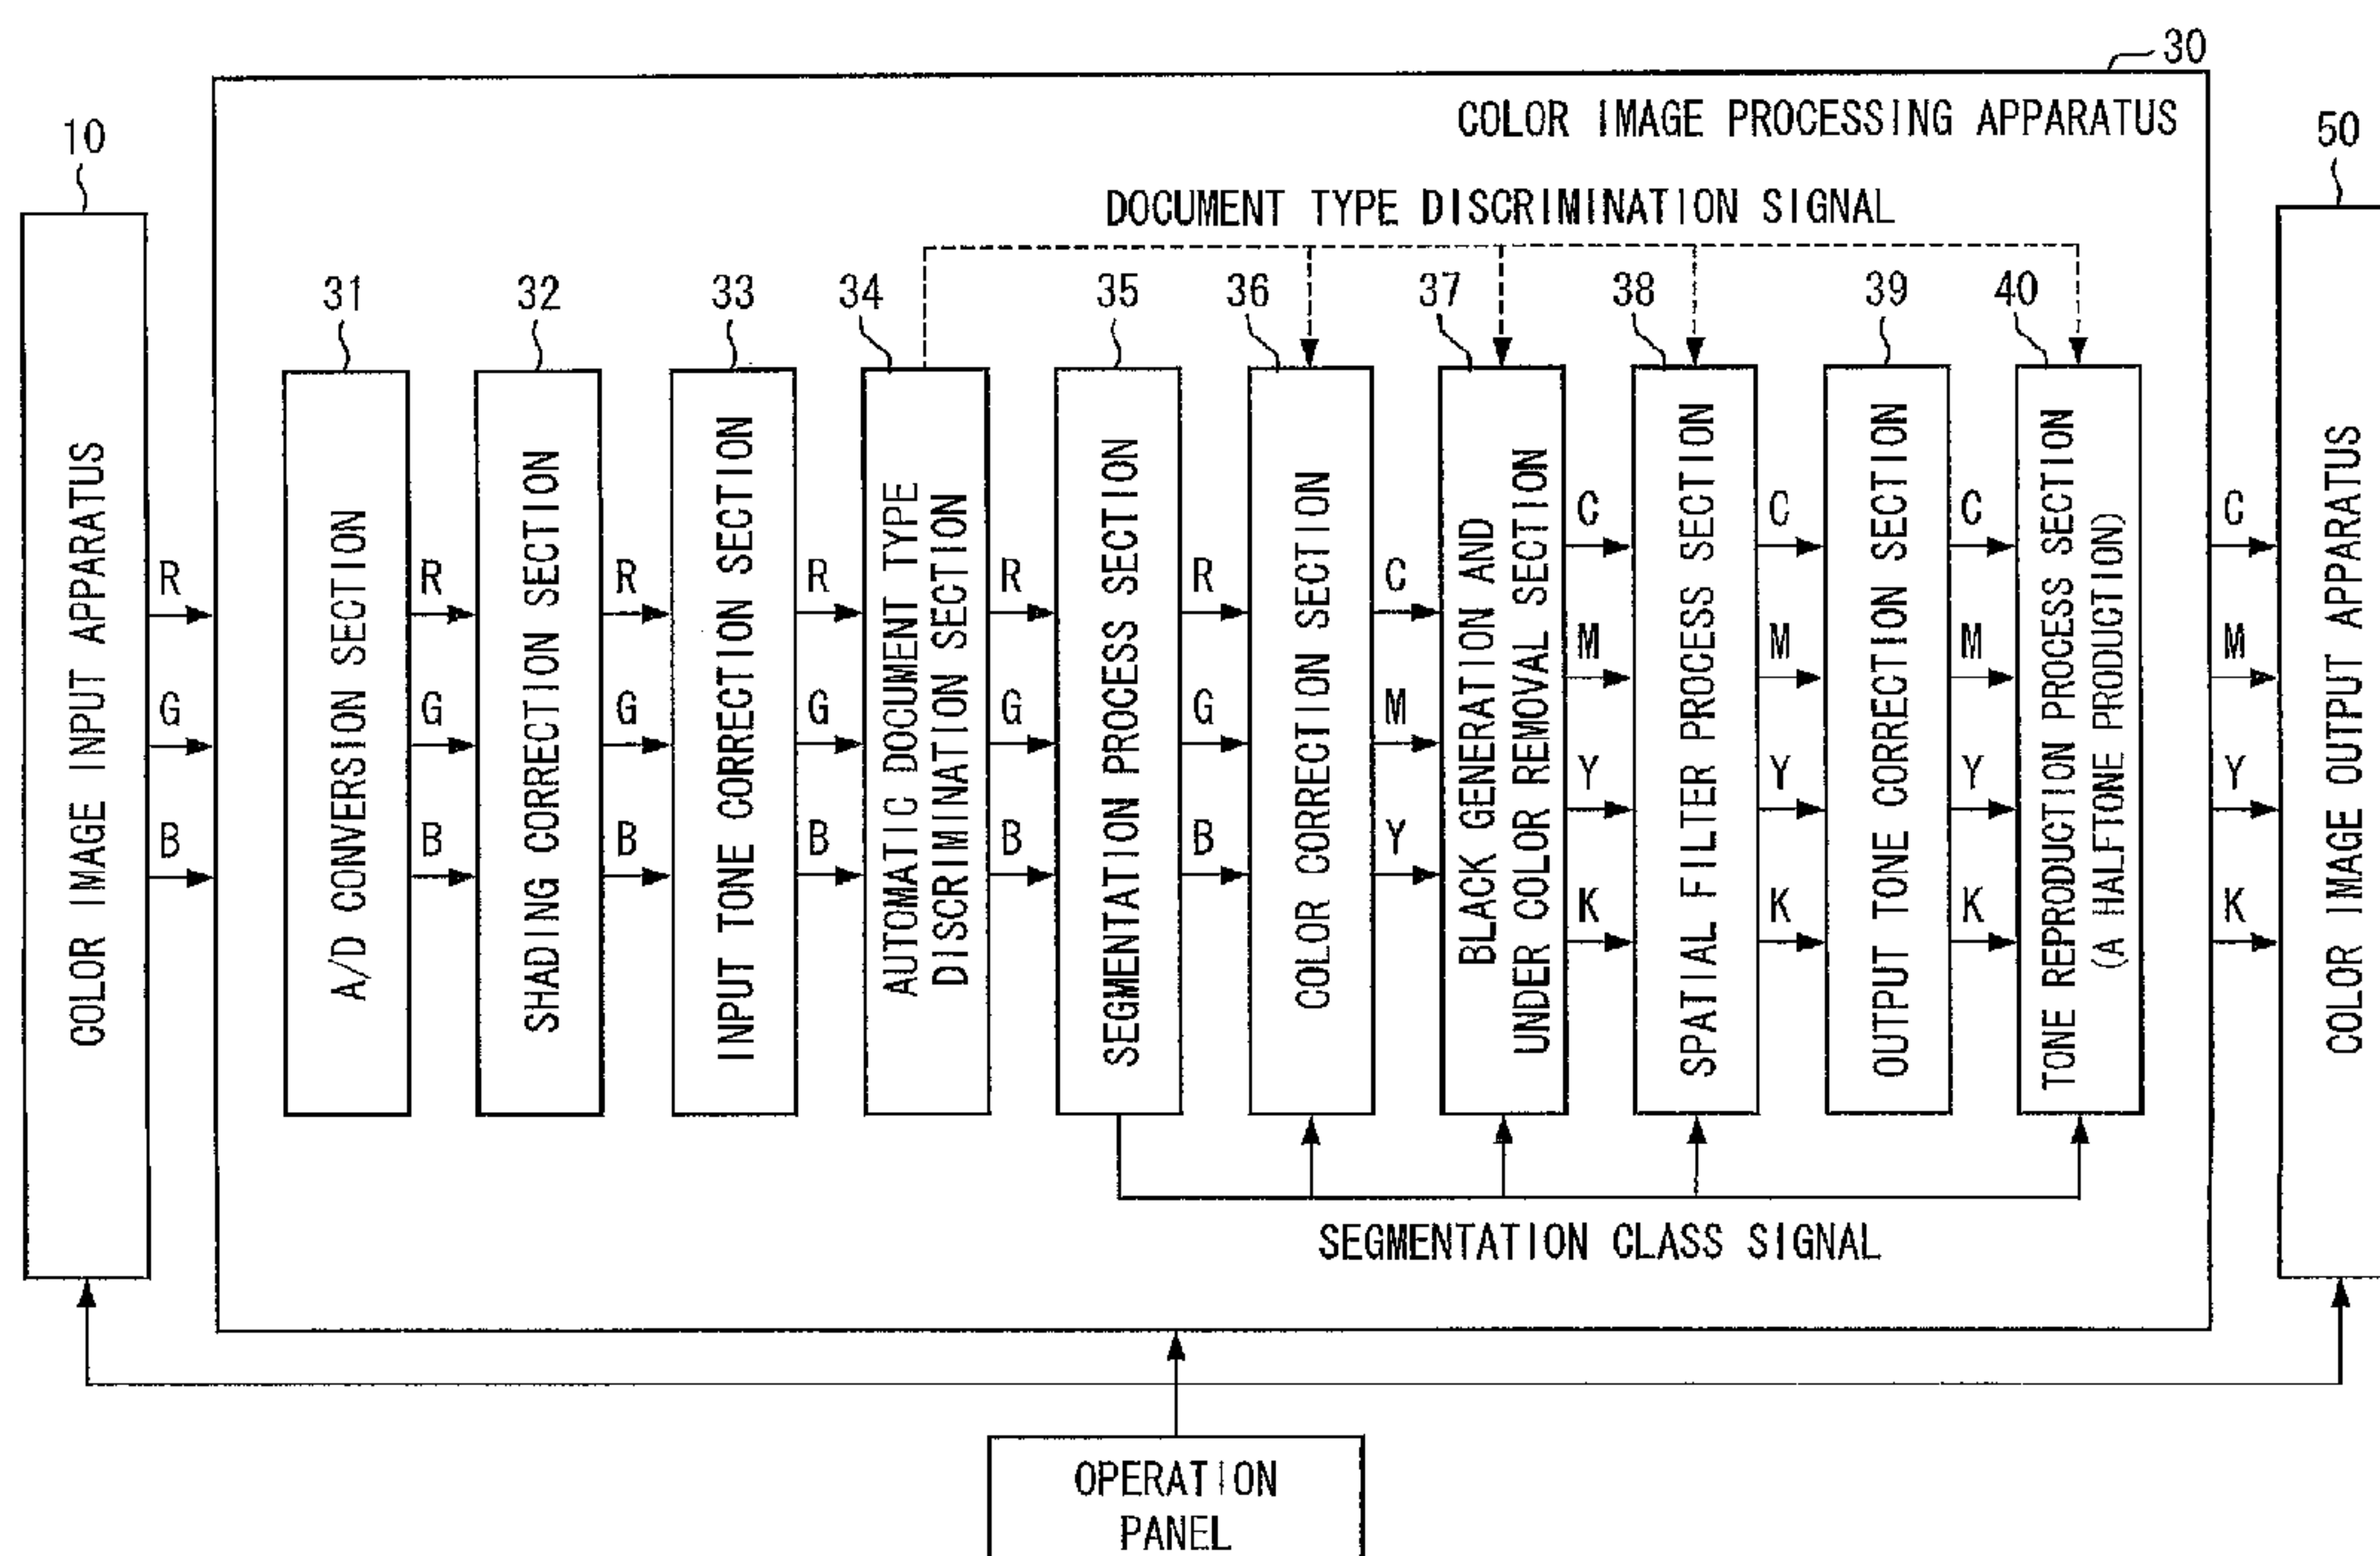 30
COLOR IMAGE PROCESSING APPARATUS
10
50
DOCUMENT TYPE DISCRIMINATION SIGNAL
31
32
33
34
35
36
37
38
39
40
COLOR IMAGE INPUT APPARATUS
R
G
B
A/D CONVERSION SECTION
R
G
B
SHADING CORRECTION SECTION
R
G
B
INPUT TONE CORRECTION SECTION
R
G
B
AUTOMATIC DOCUMENT TYPE
DISCRIMINATION SECTION
R
G
B
SEGMENTATION PROCESS SECTION
R
G
B
COLOR CORRECTION SECTION
C
M
Y
BLACK GENERATION AND
UNDER COLOR REMOVAL SECTION
C
M
Y
K
SPATIAL FILTER PROCESS SECTION
C
M
Y
K
OUTPUT TONE CORRECTION SECTION
C
M
Y
K
TONE REPRODUCTION PROCESS SECTION
(A HALFTONE PRODUCTION)
C
M
Y
K
COLOR IMAGE OUTPUT APPARATUS
SEGMENTATION CLASS SIGNAL
OPERATION
PANEL